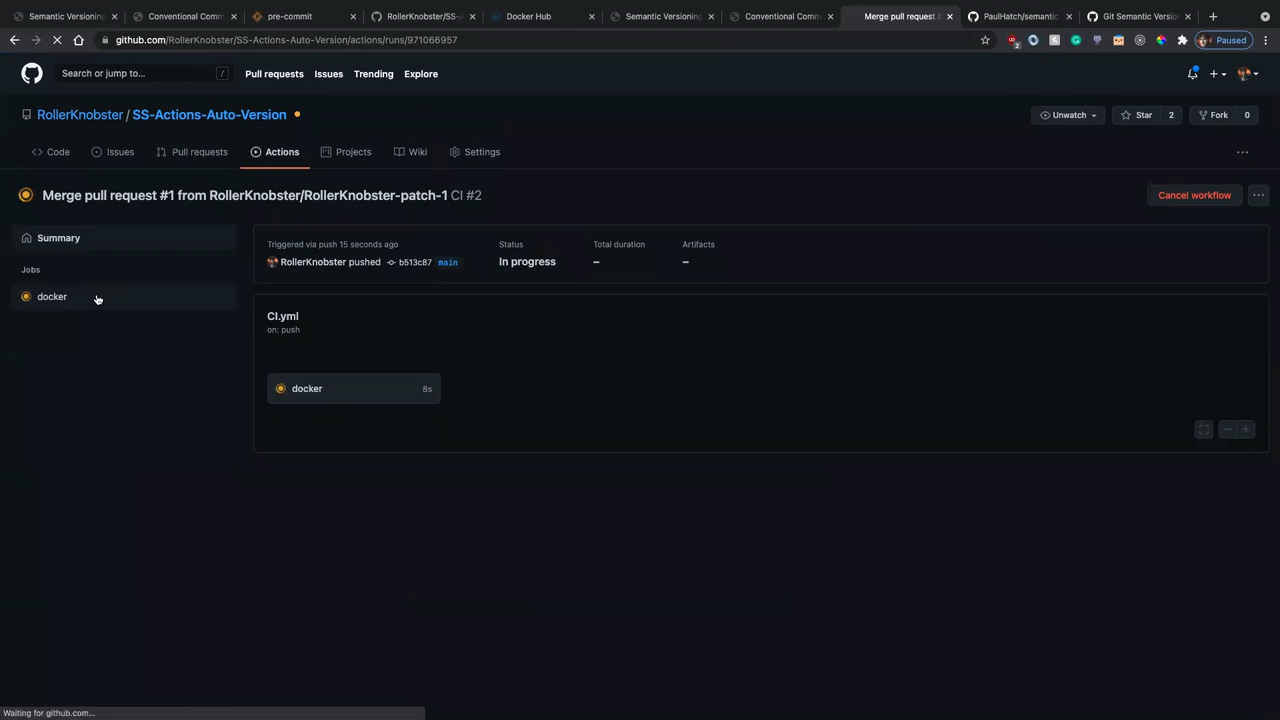 Semantic Versioning
Conventional Comm
pre-commit
RollerKnobster/SS-
Docker Hub
Semantic Versioning
Conventional Comm
Merge pull request
PaulHatch/semantic
Git Semantic Versio
github.com/RollerKnobster/SS-Actions-Auto-Version/actions/runs/971066957
2
Paused
Search or jump to...
/
Pull requests
Issues
Trending
Explore
RollerKnobster / SS-Actions-Auto-Version
Unwatch
Star 2
Fork 0
Code
Issues
Pull requests
Actions
Projects
Wiki
Settings
Merge pull request #1 from RollerKnobster/RollerKnobster-patch-1 CI #2
Cancel workflow
Summary
Jobs
docker
Triggered via push 15 seconds ago
RollerKnobster pushed b513c87 main
Status
In progress
Total duration
–
Artifacts
–
CI.yml
on: push
docker 8s
Waiting for github.com...